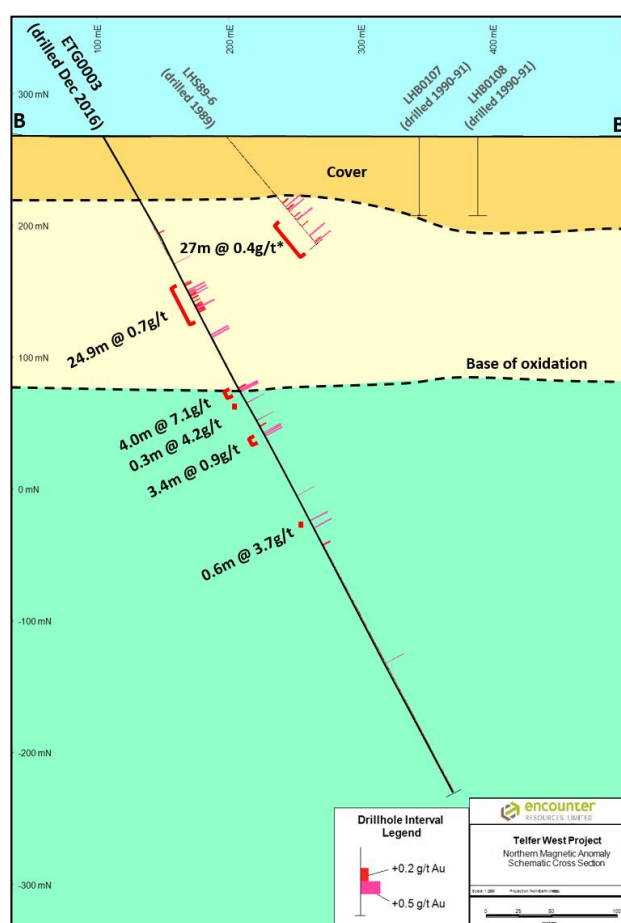 100 mE
200 mE
300 mE
400 mE
ETG0003
(drilled Dec 2016)
LHS89-6
(drilled 1989)
LHB0107
(drilled 1990-91)
LHB0108
(drilled 1990-91)
300 mN
B
B
Cover
200 mN
27m @ 0.4g/t*
24.9m @ 0.7g/t
100 mN
Base of oxidation
4.0m @ 7.1g/t
0.3m @ 4.2g/t
3.4m @ 0.9g/t
0 mN
0.6m @ 3.7g/t
-100 mN
-200 mN
-300 mN
Drillhole Interval
Legend
+0.2 g/t Au
+0.5 g/t Au
encounter
RESOURCES LIMITED
Telfer West Project
Northern Magnetic Anomaly
Schematic Cross Section
0 25 50 100